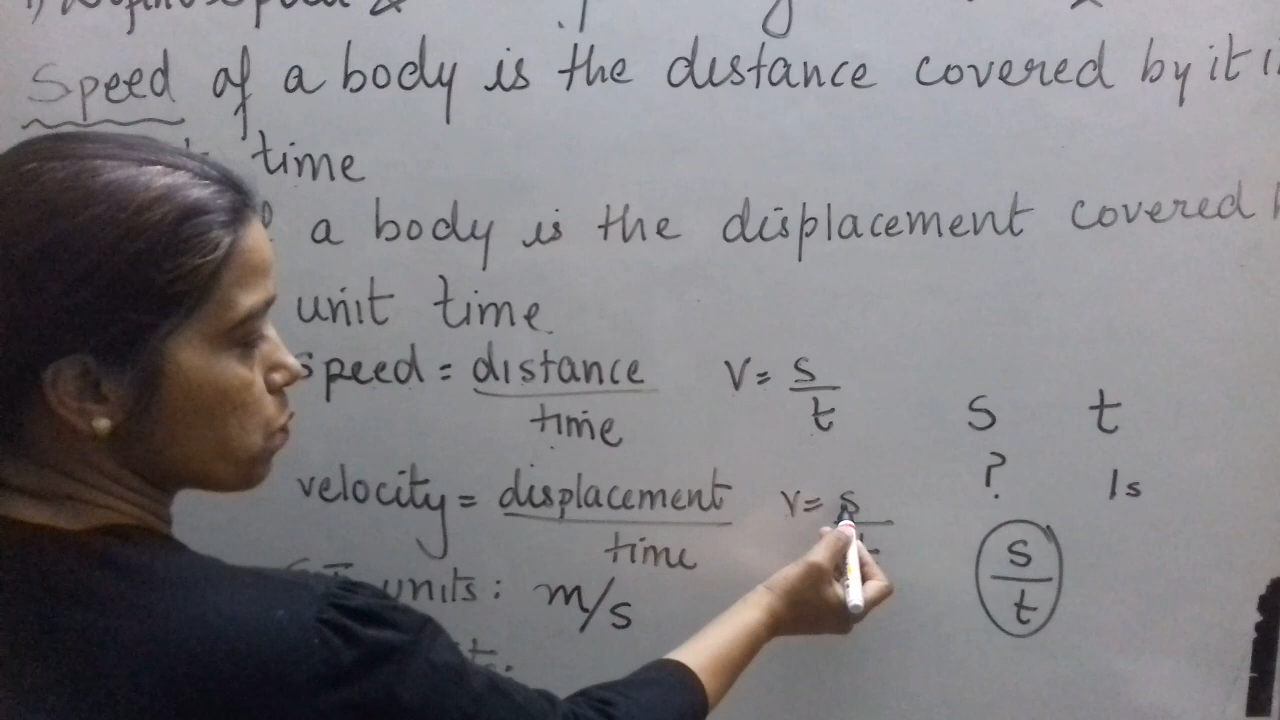 Speed of a body is the distance covered by it
time
a body is the displacement covered
unit time
speed = distance / time    V = s / t
s    t
?    1s
velocity = displacement / time    V = s
s / t
units: m/s